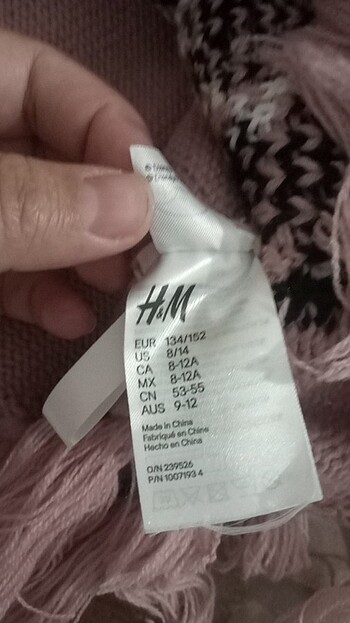 H&M
EUR 134/152
US 8/14
CA 8-12A
MX 8-12A
CN 53-55
AUS 9-12
Made in China
Fabriqué en Chine
Hecho en China
O/N 239526
P/N 1007193 4